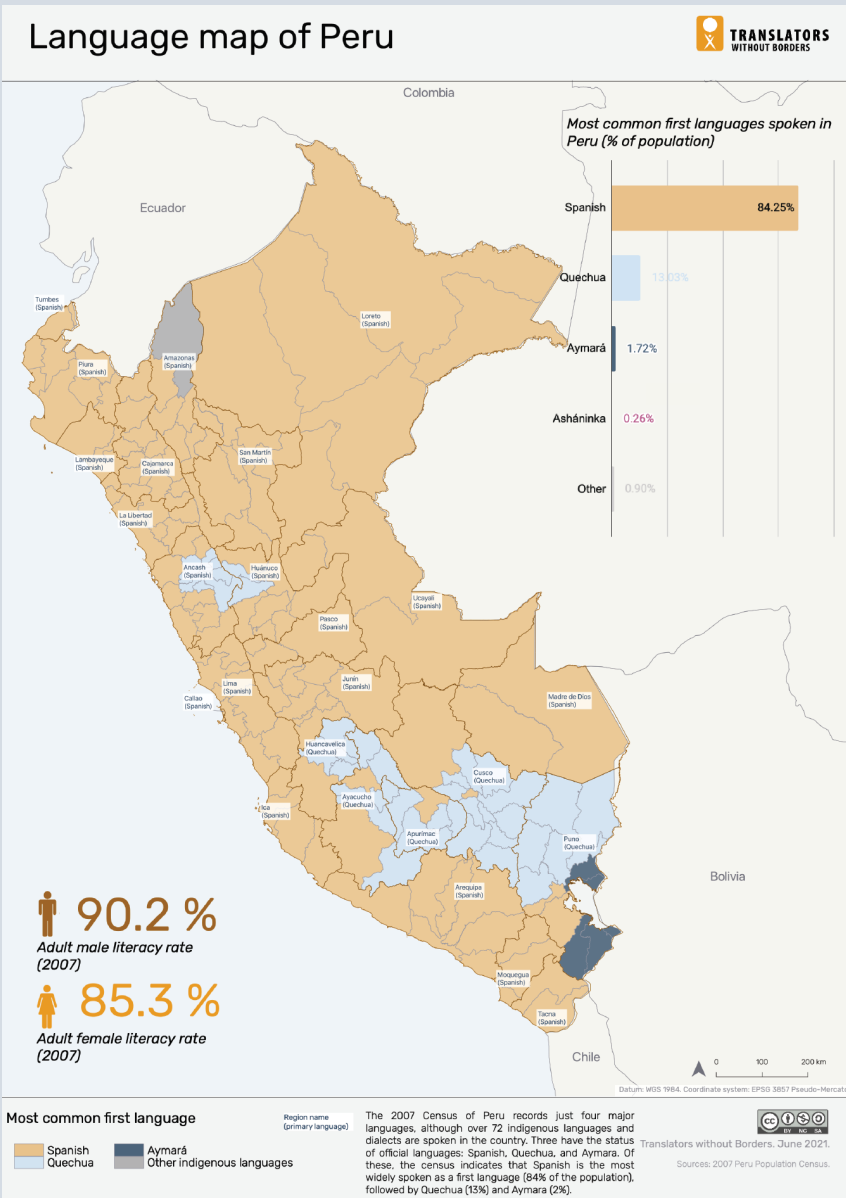 Language map of Peru
TRANSLATORS
WITHOUT BORDERS
Colombia
Most common first languages spoken in
Peru (% of population)
Spanish
84.25%
Ecuador
Quechua
13.03%
Tumbes
(Spanish)
Loreto
(Spanish)
Aymará
1.72%
Amazonas
(Spanish)
Piura
(Spanish)
Asháninka
0.26%
San Martín
(Spanish)
Lambayeque
(Spanish)
Cajamarca
(Spanish)
Other
0.90%
La Libertad
(Spanish)
Ancash
(Spanish)
Huánuco
(Spanish)
Ucayali
(Spanish)
Pasco
(Spanish)
Lima
(Spanish)
Junín
(Spanish)
Callao
(Spanish)
Madre de Dios
(Spanish)
Huancavelica
(Quechua)
Cusco
(Quechua)
Ayacucho
(Quechua)
Ica
(Spanish)
Apurímac
(Quechua)
Puno
(Quechua)
Bolivia
Arequipa
(Spanish)
90.2 %
Adult male literacy rate
(2007)
Moquegua
(Spanish)
85.3 %
Tacna
(Spanish)
Adult female literacy rate
(2007)
Chile
0 100 200 km
Datum: WGS 1984. Coordinate system: EPSG 3857 Pseudo-Mercat
Most common first language
Spanish
Quechua
Aymará
Other indigenous languages
Region name
(primary language)
The 2007 Census of Peru records just four major
languages, although over 72 indigenous languages and
dialects are spoken in the country. Three have the status
of official languages: Spanish, Quechua, and Aymara. Of
these, the census indicates that Spanish is the most
widely spoken as a first language (84% of the population),
followed by Quechua (13%) and Aymara (2%).
CC
BY NC SA
Translators without Borders. June 2021.
Sources: 2007 Peru Population Census.